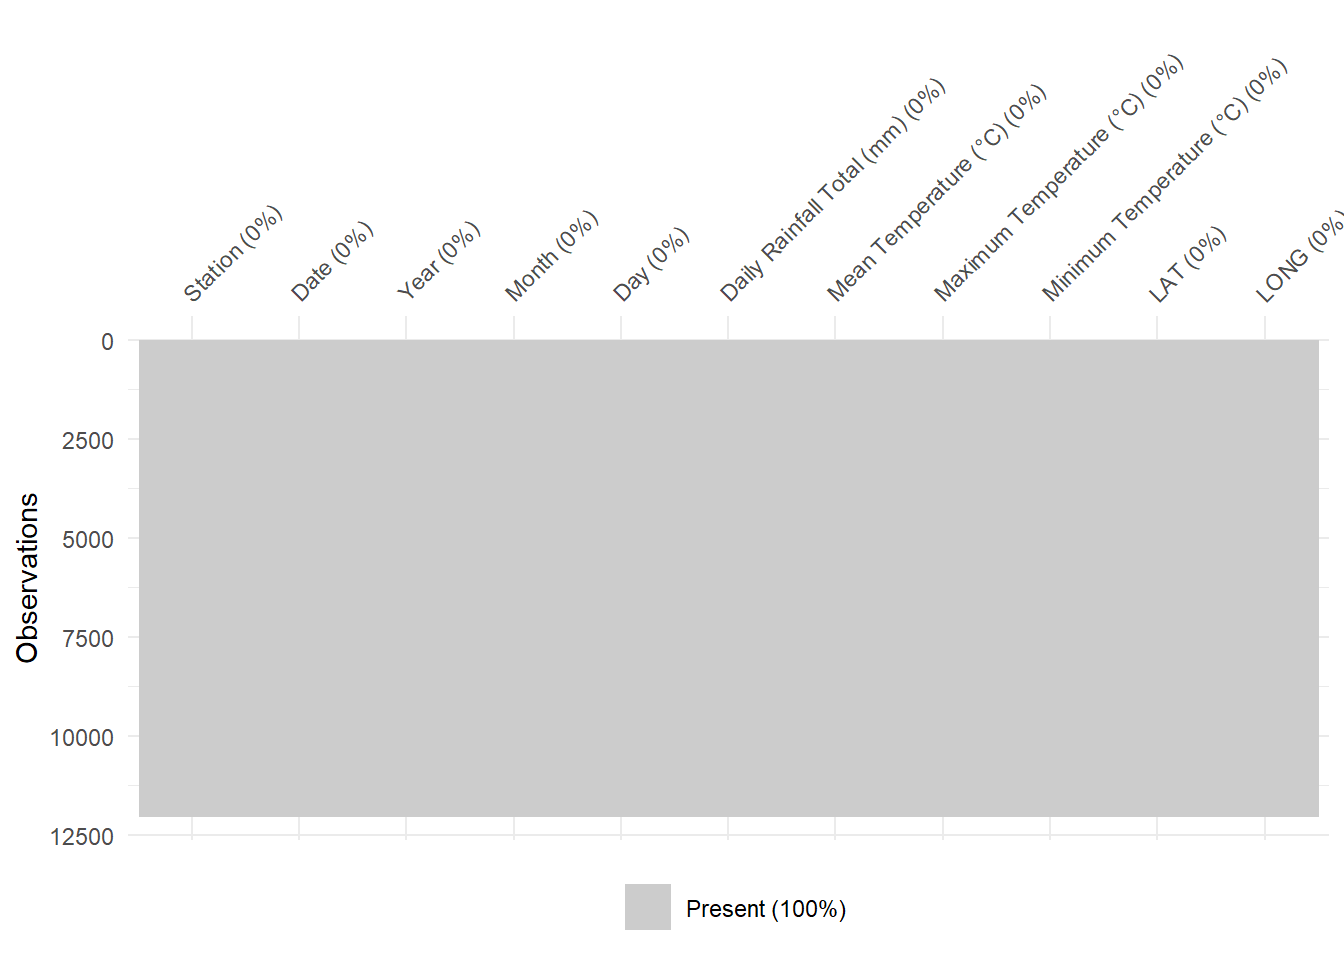 Station (0%)
Date (0%)
Year (0%)
Month (0%)
Day (0%)
Daily Rainfall Total (mm) (0%)
Mean Temperature (°C) (0%)
Maximum Temperature (°C) (0%)
Minimum Temperature (°C) (0%)
LAT (0%)
LONG (0%)
0
2500
5000
7500
10000
12500
Observations
Present (100%)